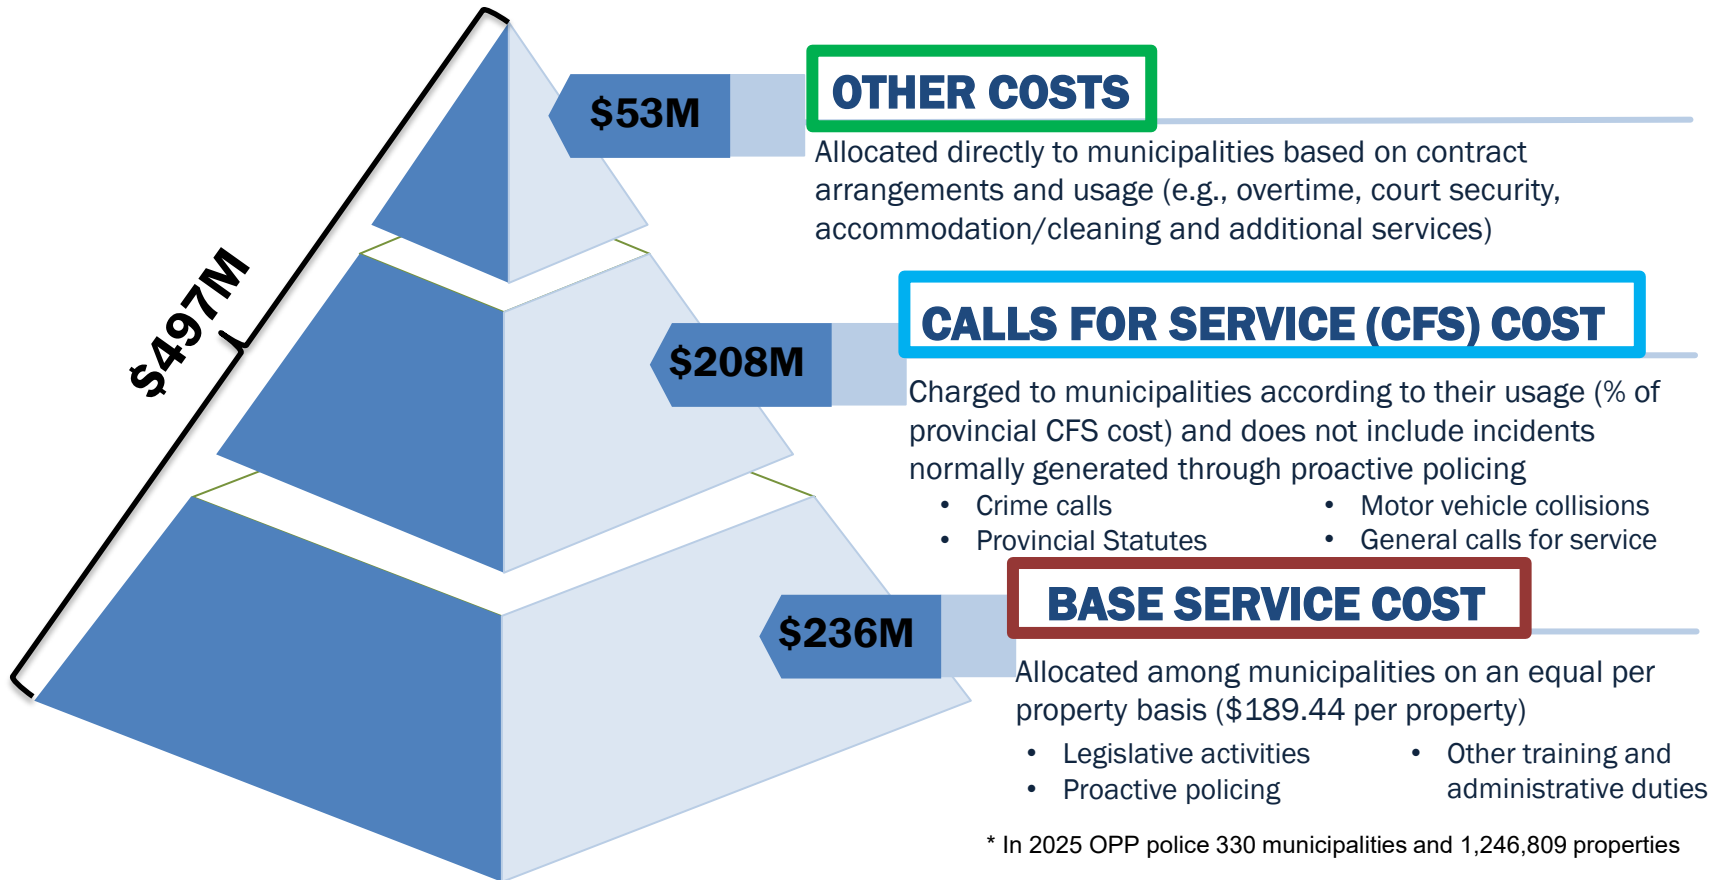 $497M
$53M
OTHER COSTS
Allocated directly to municipalities based on contract
arrangements and usage (e.g., overtime, court security,
accommodation/cleaning and additional services)
$208M
CALLS FOR SERVICE (CFS) COST
Charged to municipalities according to their usage (% of
provincial CFS cost) and does not include incidents
normally generated through proactive policing
• Crime calls
• Provincial Statutes
• Motor vehicle collisions
• General calls for service
$236M
BASE SERVICE COST
Allocated among municipalities on an equal per
property basis ($189.44 per property)
• Legislative activities
• Proactive policing
• Other training and
administrative duties
* In 2025 OPP police 330 municipalities and 1,246,809 properties